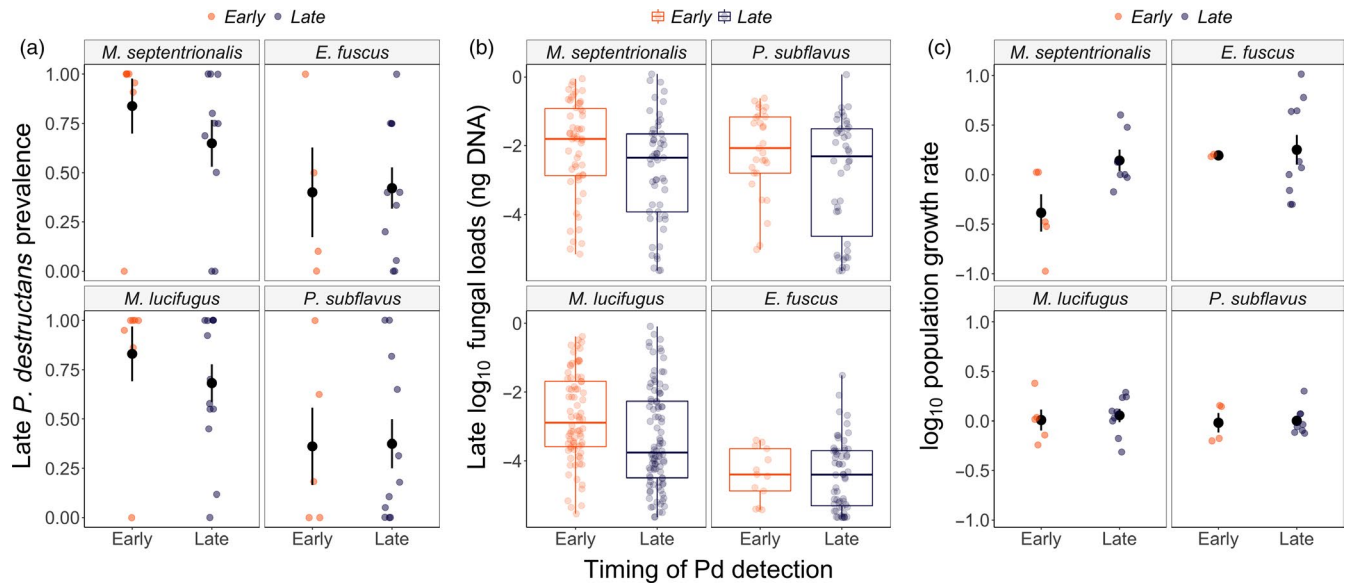 Early Late
(a)
M. septentrionalis
E. fuscus
1.00
0.75
0.50
0.25
0.00
M. lucifugus
P. subflavus
1.00
0.75
0.50
0.25
0.00
Early Late
Early Late
Late P. destructans prevalence
Early Late
(b)
M. septentrionalis
P. subflavus
0
−2
−4
M. lucifugus
E. fuscus
0
−2
−4
Early Late
Early Late
Late log10 fungal loads (ng DNA)
Timing of Pd detection
Early Late
(c)
M. septentrionalis
E. fuscus
1.0
0.5
0.0
−0.5
−1.0
M. lucifugus
P. subflavus
1.0
0.5
0.0
−0.5
−1.0
Early Late
Early Late
log10 population growth rate